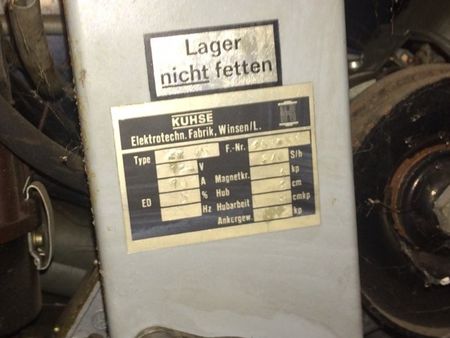 Lager
nicht fetten
KUHSE
Elektrotechn. Fabrik, Winsen/L.
Type F.-Nr.
V S/h
A Magnetkr. kp
ED % Hub cm
Hz Hubarbeit cmkp
Ankergew. kp